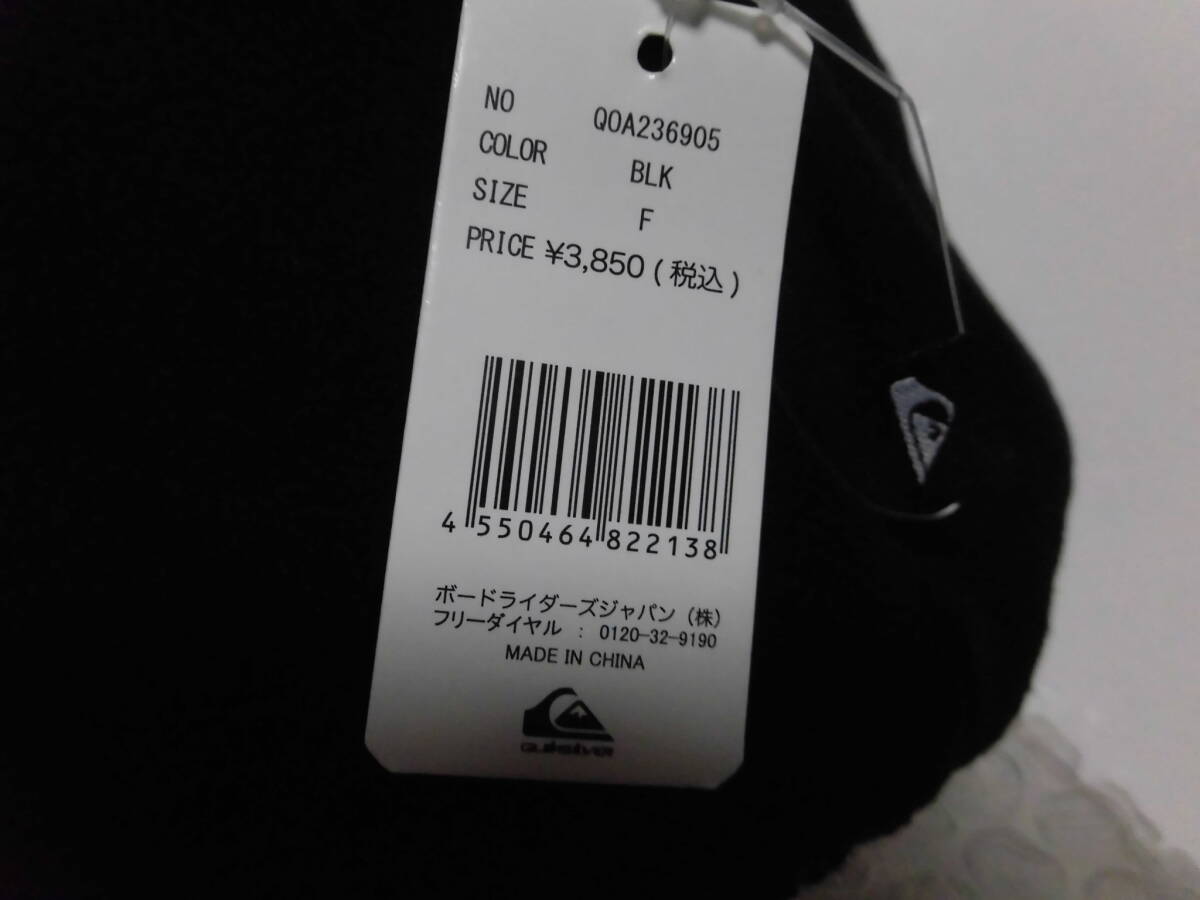 NO QOA236905
COLOR BLK
SIZE F
PRICE ¥3,850 (税込)
4 550464 822138
ボードライダーズジャパン (株)
フリーダイヤル : 0120-32-9190
MADE IN CHINA
Quiksilver